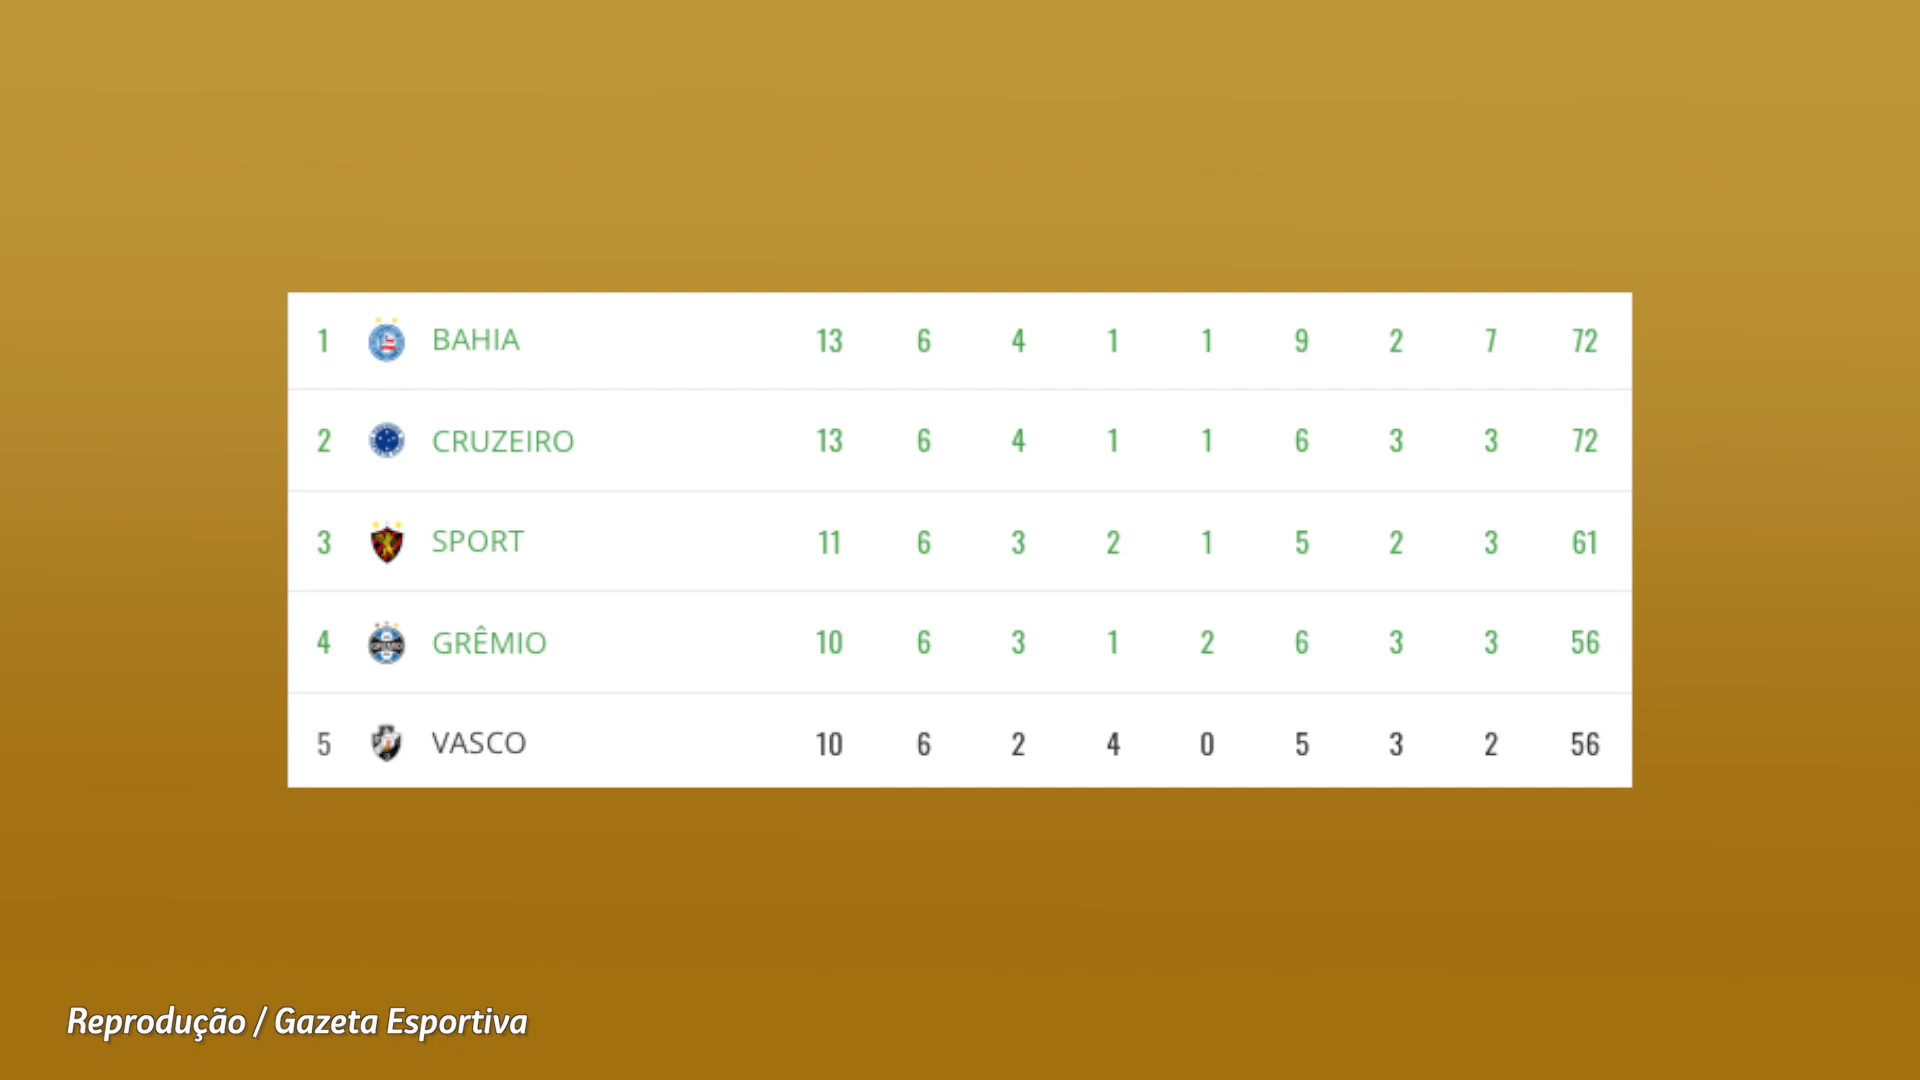 1 BAHIA 13 6 4 1 1 9 2 7 72
2 CRUZEIRO 13 6 4 1 1 6 3 3 72
3 SPORT 11 6 3 2 1 5 2 3 61
4 GRÊMIO 10 6 3 1 2 6 3 3 56
5 VASCO 10 6 2 4 0 5 3 2 56
Reprodução / Gazeta Esportiva